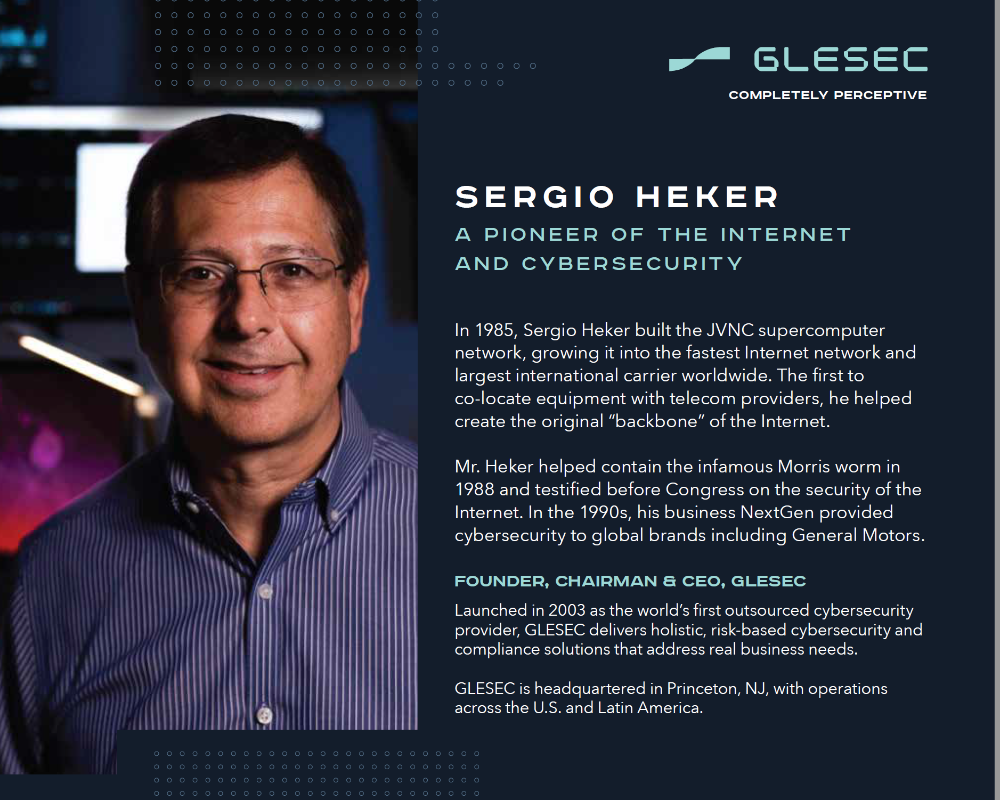 GLESEC
COMPLETELY PERCEPTIVE
SERGIO HEKER
A PIONEER OF THE INTERNET
AND CYBERSECURITY
In 1985, Sergio Heker built the JVNC supercomputer
network, growing it into the fastest Internet network and
largest international carrier worldwide. The first to
co-locate equipment with telecom providers, he helped
create the original “backbone” of the Internet.
Mr. Heker helped contain the infamous Morris worm in
1988 and testified before Congress on the security of the
Internet. In the 1990s, his business NextGen provided
cybersecurity to global brands including General Motors.
FOUNDER, CHAIRMAN & CEO, GLESEC
Launched in 2003 as the world’s first outsourced cybersecurity
provider, GLESEC delivers holistic, risk-based cybersecurity and
compliance solutions that address real business needs.
GLESEC is headquartered in Princeton, NJ, with operations
across the U.S. and Latin America.